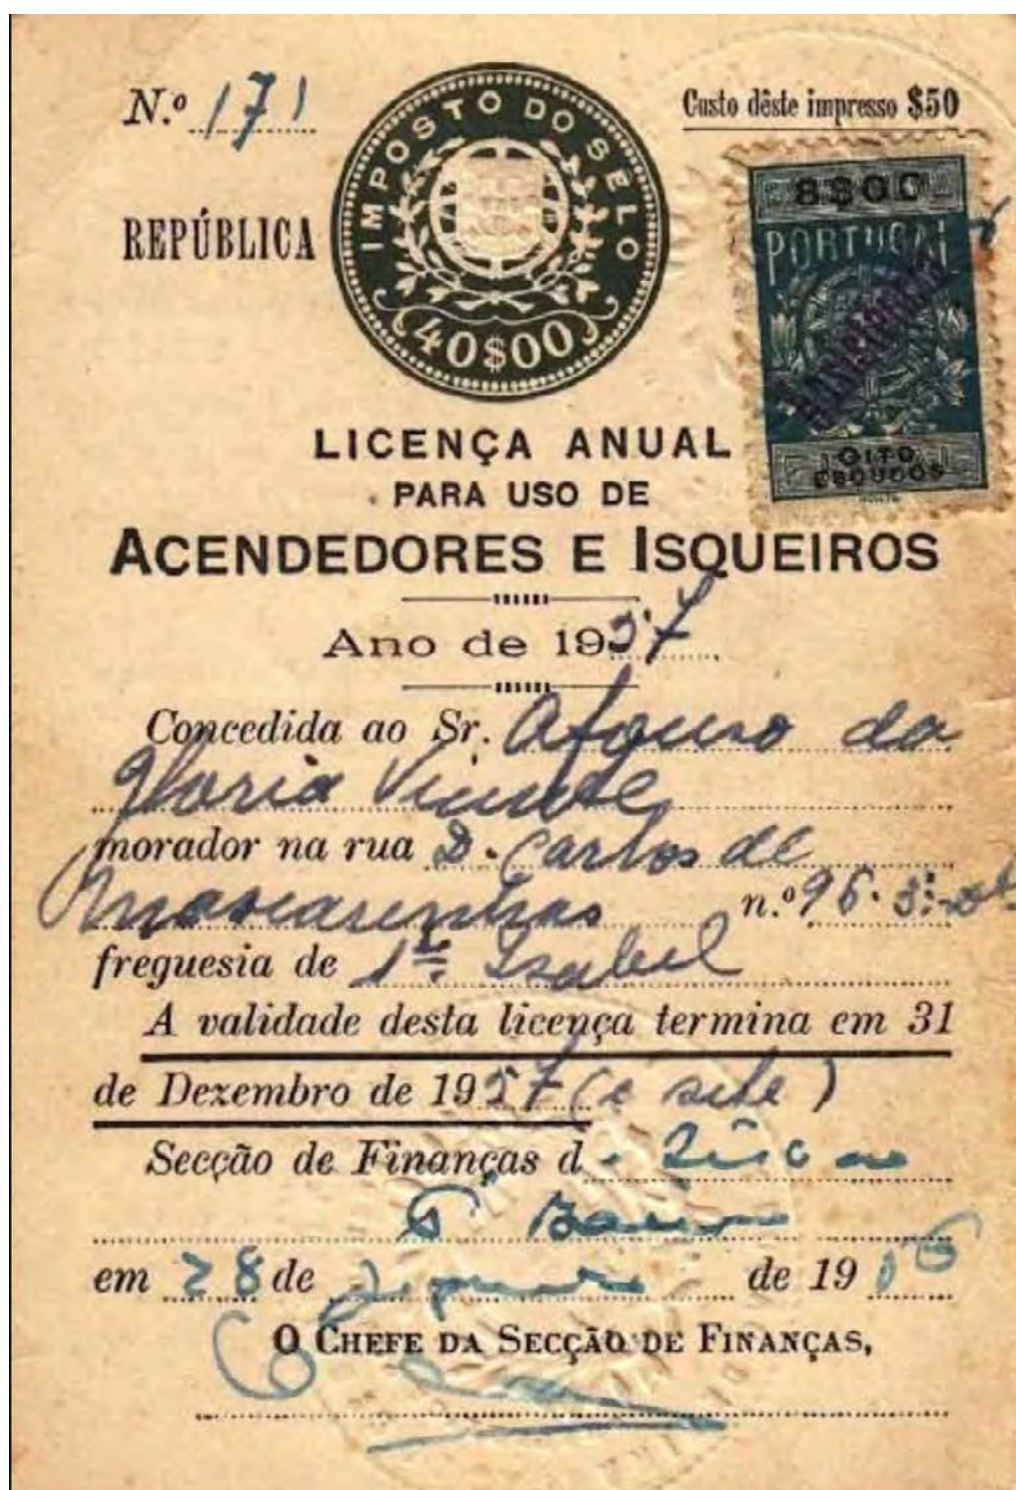 N.º 171
IMPOSTO DO SELO
40$00
Custo dêste impresso $50
REPÚBLICA
8$00
PORTUGAL
OITO
ESCUDOS
LICENÇA ANUAL
PARA USO DE
ACENDEDORES E ISQUEIROS
Ano de 1957
Concedida ao Sr. Afonso da
Gloria Vicente
morador na rua D. Carlos de
Mascarenhas n.º 96. 3.º
freguesia de Isabel
A validade desta licença termina em 31
de Dezembro de 1957 (e sete)
Secção de Finanças d
Bairro
em 28 de de 19
O CHEFE DA SECÇÃO DE FINANÇAS,